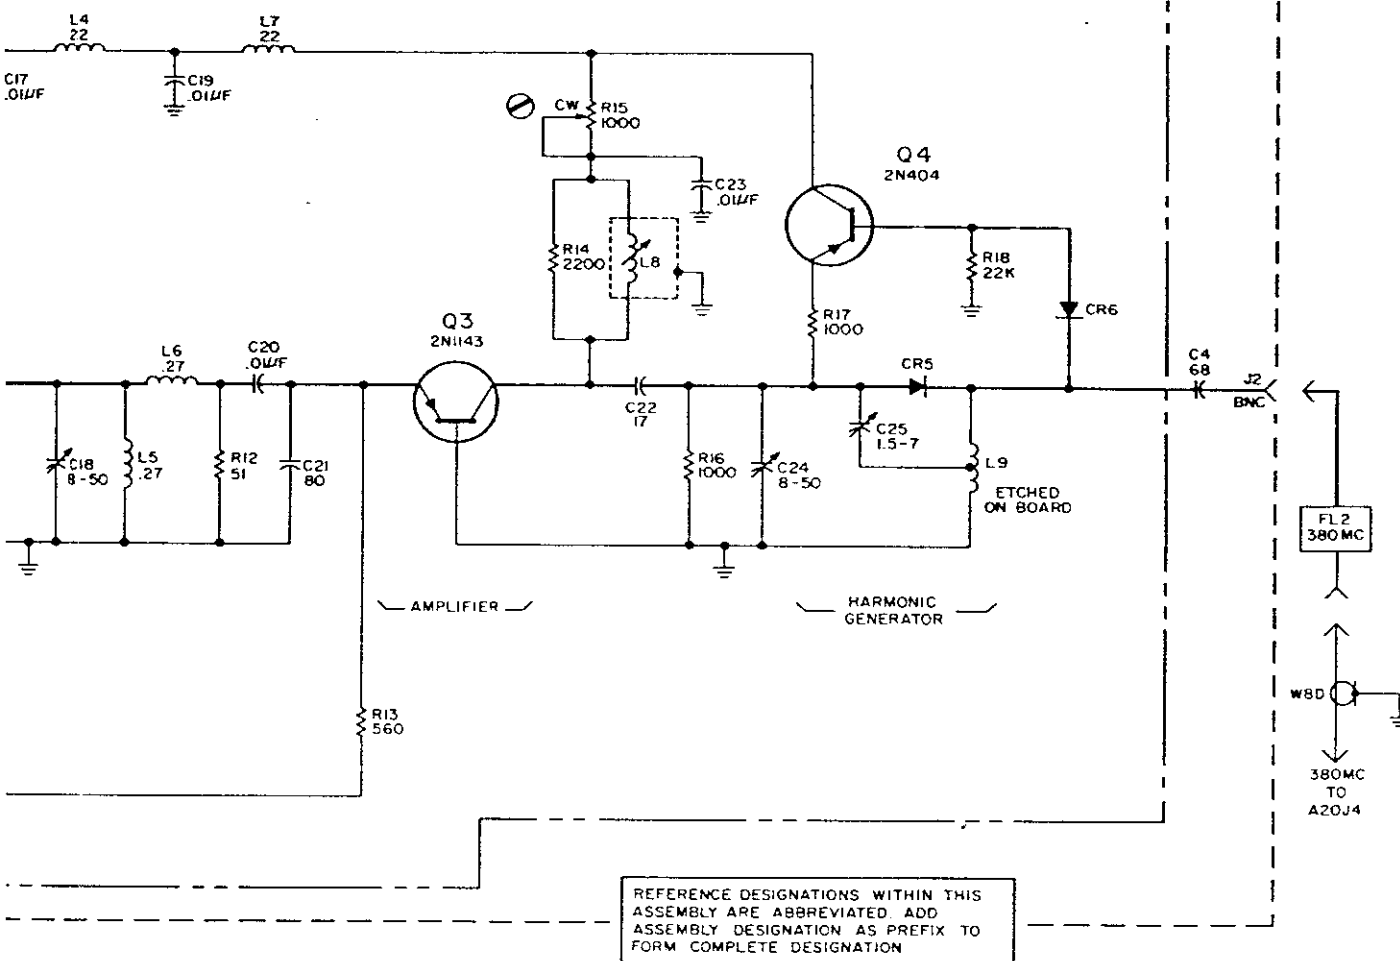 L4
22
L7
22
C17
.01µF
C19
.01µF
CW
R15
1000
Q4
2N404
C23
.01µF
R14
2200
L8
R18
22K
R17
1000
CR6
Q3
2N1143
L6
.27
C20
.01µF
CR5
C4
68
J2
BNC
C22
17
C25
1.5-7
C18
8-50
L5
.27
R12
51
C21
80
R16
1000
C24
8-50
L9
ETCHED
ON BOARD
FL2
380MC
AMPLIFIER
HARMONIC
GENERATOR
W8D
R13
560
380MC
TO
A20J4
REFERENCE DESIGNATIONS WITHIN THIS
ASSEMBLY ARE ABBREVIATED. ADD
ASSEMBLY DESIGNATION AS PREFIX TO
FORM COMPLETE DESIGNATION